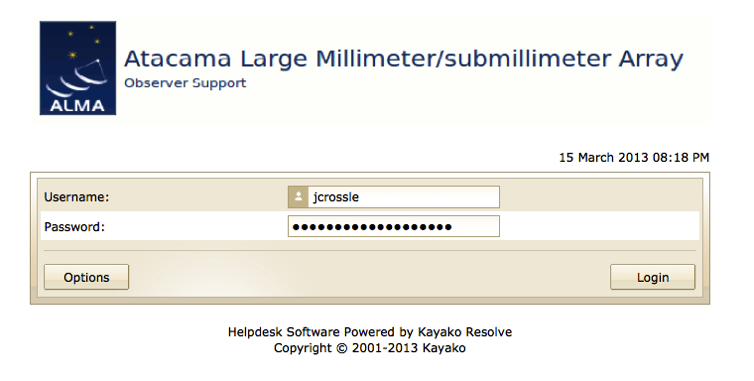 ALMA
Atacama Large Millimeter/submillimeter Array
Observer Support
15 March 2013 08:18 PM
Username: jcrossle
Password: ●●●●●●●●●●●●●●●●●●●
Options Login
Helpdesk Software Powered by Kayako Resolve
Copyright © 2001-2013 Kayako